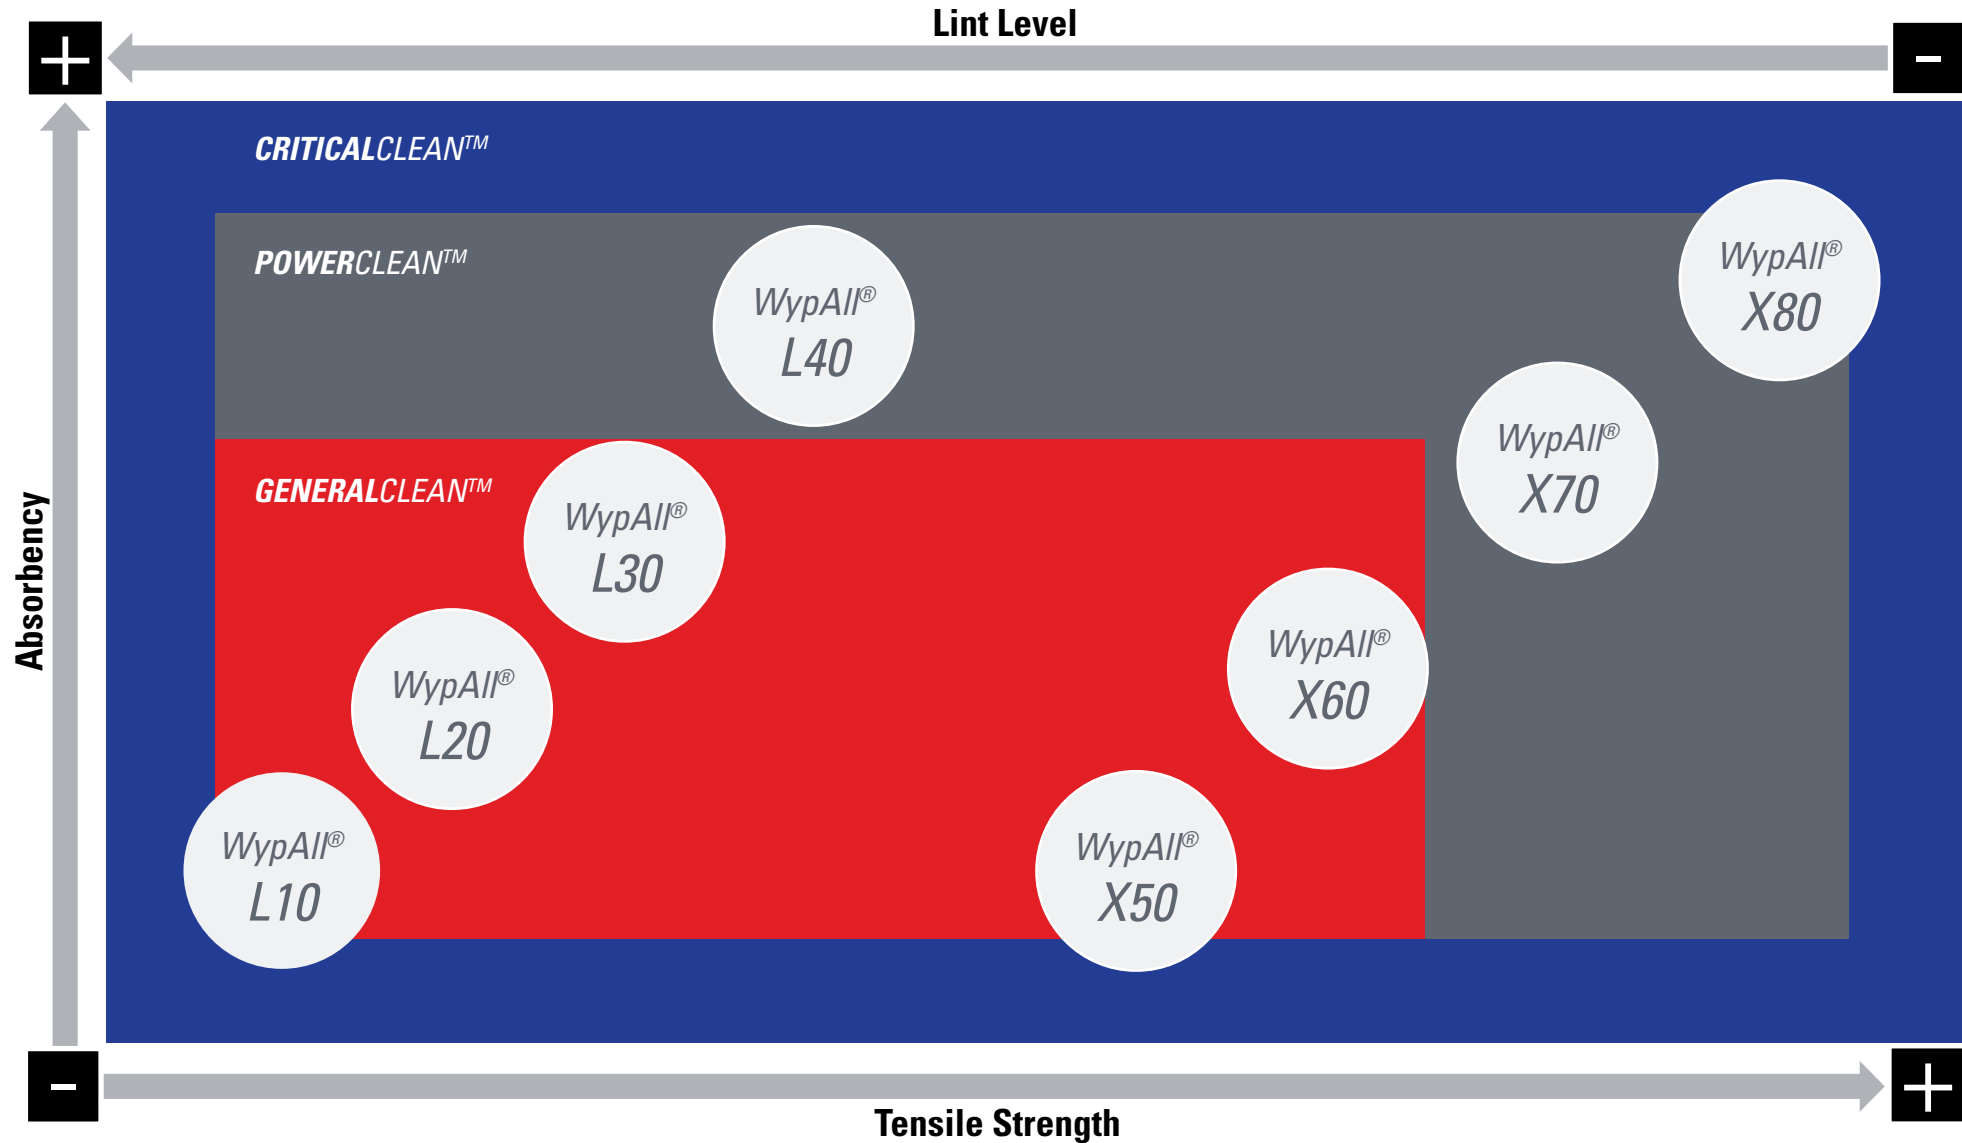 Lint Level
+
-
CRITICALCLEAN™
POWERCLEAN™
WypAll®
L40
WypAll®
X80
WypAll®
X70
GENERALCLEAN™
WypAll®
L30
WypAll®
L20
WypAll®
X60
WypAll®
L10
WypAll®
X50
Absorbency
-
+
Tensile Strength